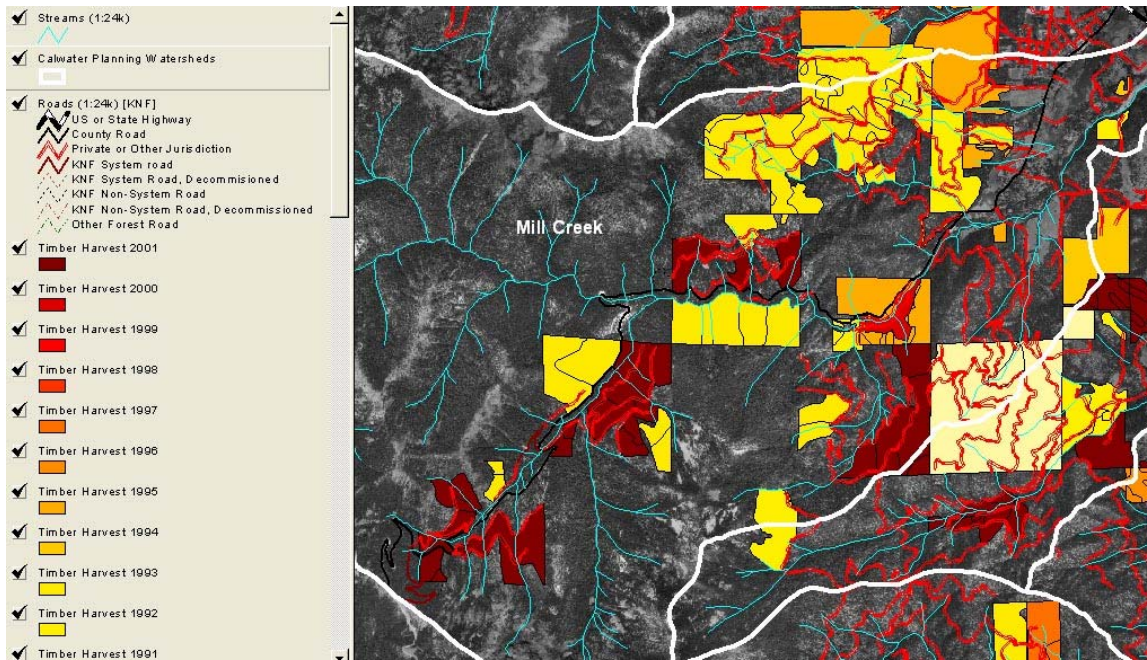 Streams (1:24k)
Calwater Planning Watersheds
Roads (1:24k) [KNF]
US or State Highway
County Road
Private or Other Jurisdiction
KNF System road
KNF System Road, Decommisioned
KNF Non-System Road
KNF Non-System Road, Decommissioned
Other Forest Road
Timber Harvest 2001
Timber Harvest 2000
Timber Harvest 1999
Timber Harvest 1998
Timber Harvest 1997
Timber Harvest 1996
Timber Harvest 1995
Timber Harvest 1994
Timber Harvest 1993
Timber Harvest 1992
Timber Harvest 1991
Mill Creek